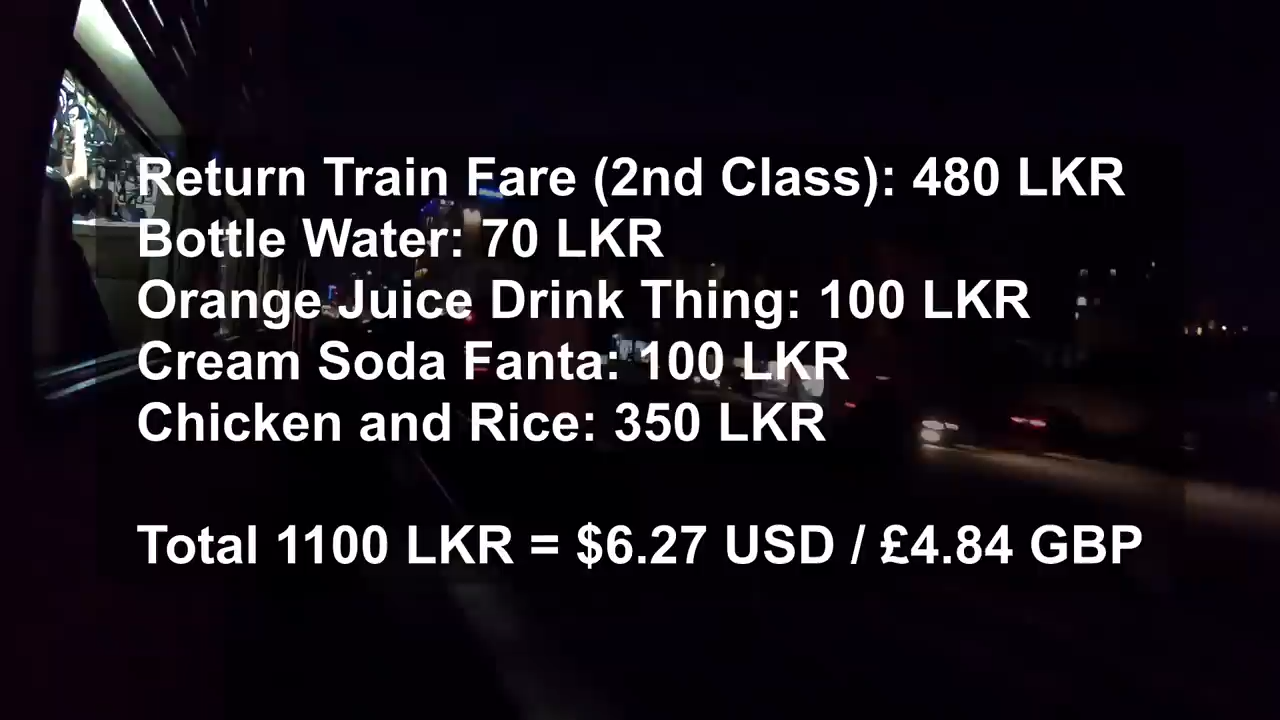 Return Train Fare (2nd Class): 480 LKR
Bottle Water: 70 LKR
Orange Juice Drink Thing: 100 LKR
Cream Soda Fanta: 100 LKR
Chicken and Rice: 350 LKR
Total 1100 LKR = $6.27 USD / £4.84 GBP